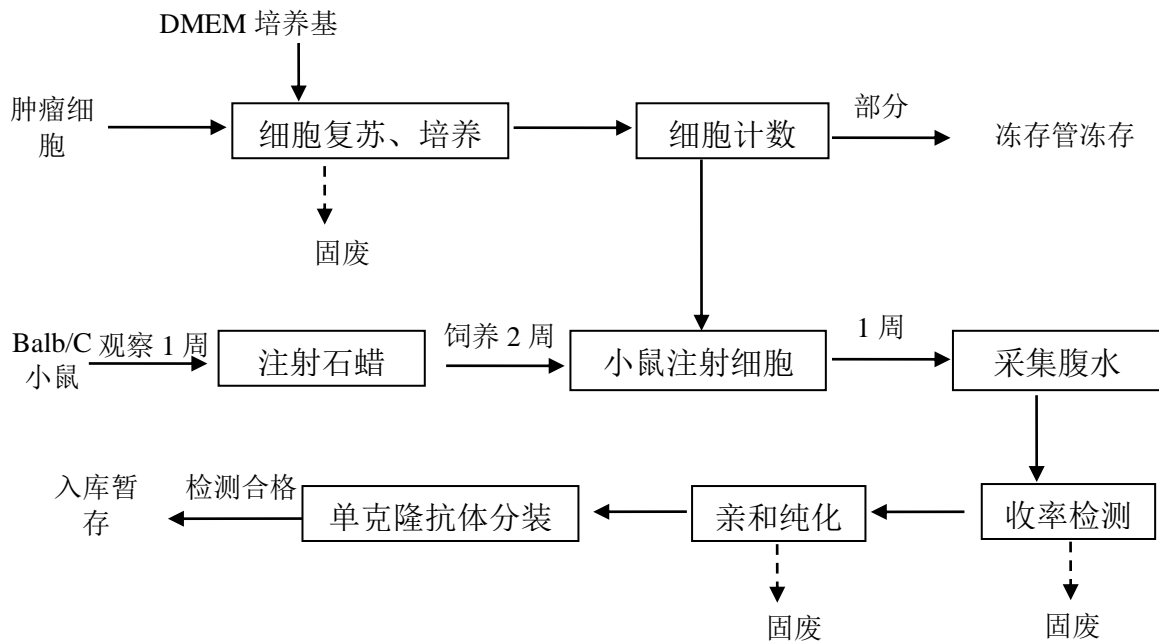 DMEM 培养基
肿瘤细
胞
细胞复苏、培养
细胞计数
部分
冻存管冻存
固废
Balb/C
小鼠
观察 1 周
注射石蜡
饲养 2 周
小鼠注射细胞
1 周
采集腹水
入库暂
存
检测合格
单克隆抗体分装
亲和纯化
收率检测
固废
固废